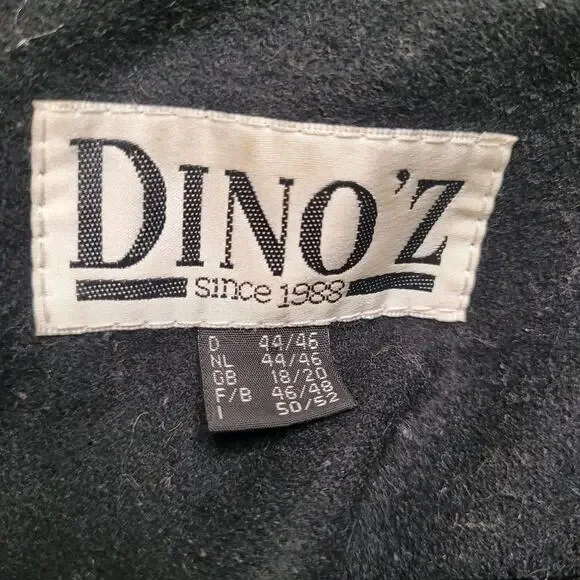 DINO'Z
since 1988
D 44/46
NL 44/46
GB 18/20
F/B 46/48
I 50/52